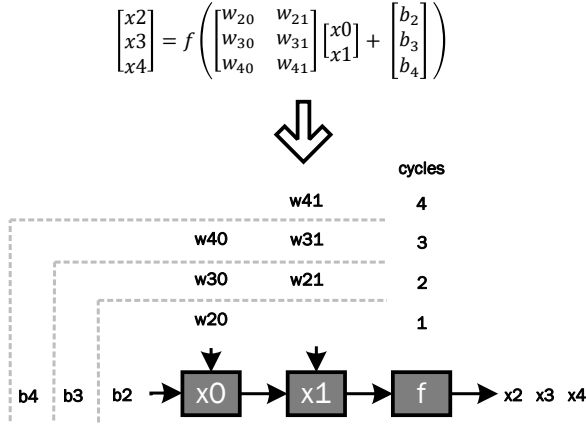 [x2 x3 x4] = f([w20 w21 w30 w31 w40 w41] [x0 x1] + [b2 b3 b4])
cycles
w41 4
w40 w31 3
w30 w21 2
w20 1
b4 b3 b2 x0 x1 f x2 x3 x4